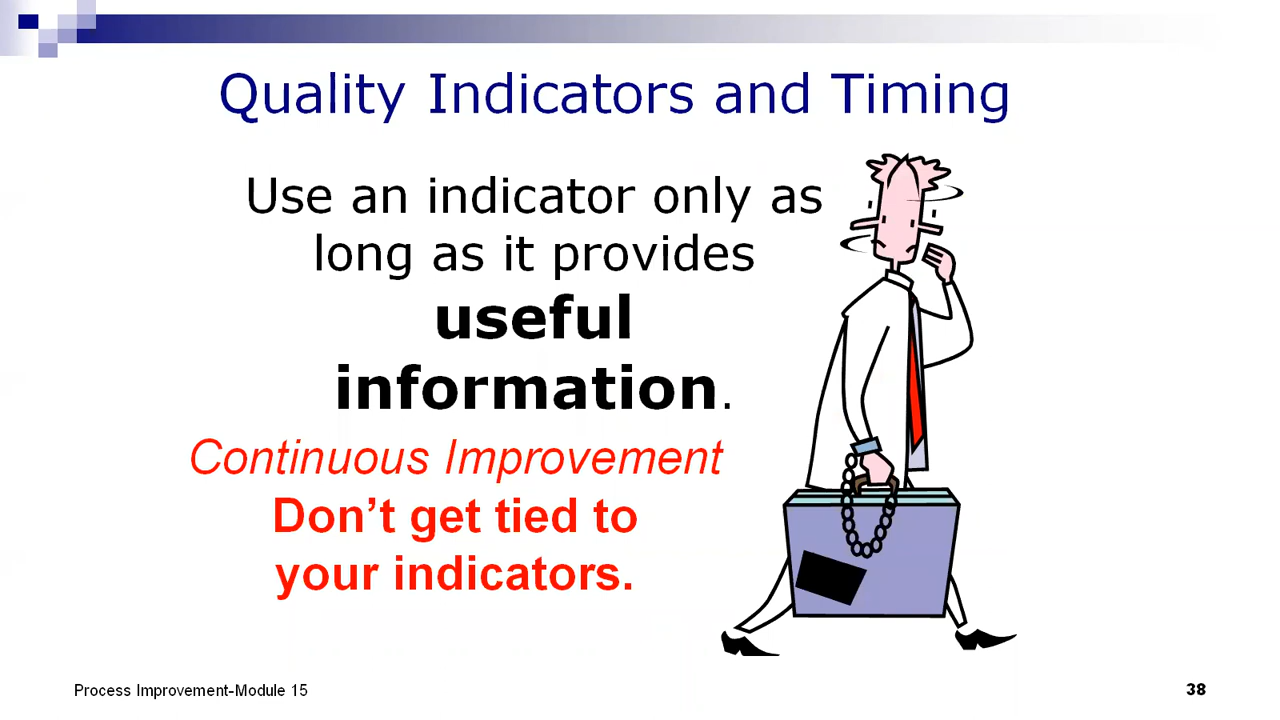 Quality Indicators and Timing
Use an indicator only as
long as it provides
useful
information.
Continuous Improvement
Don’t get tied to
your indicators.
Process Improvement-Module 15
38